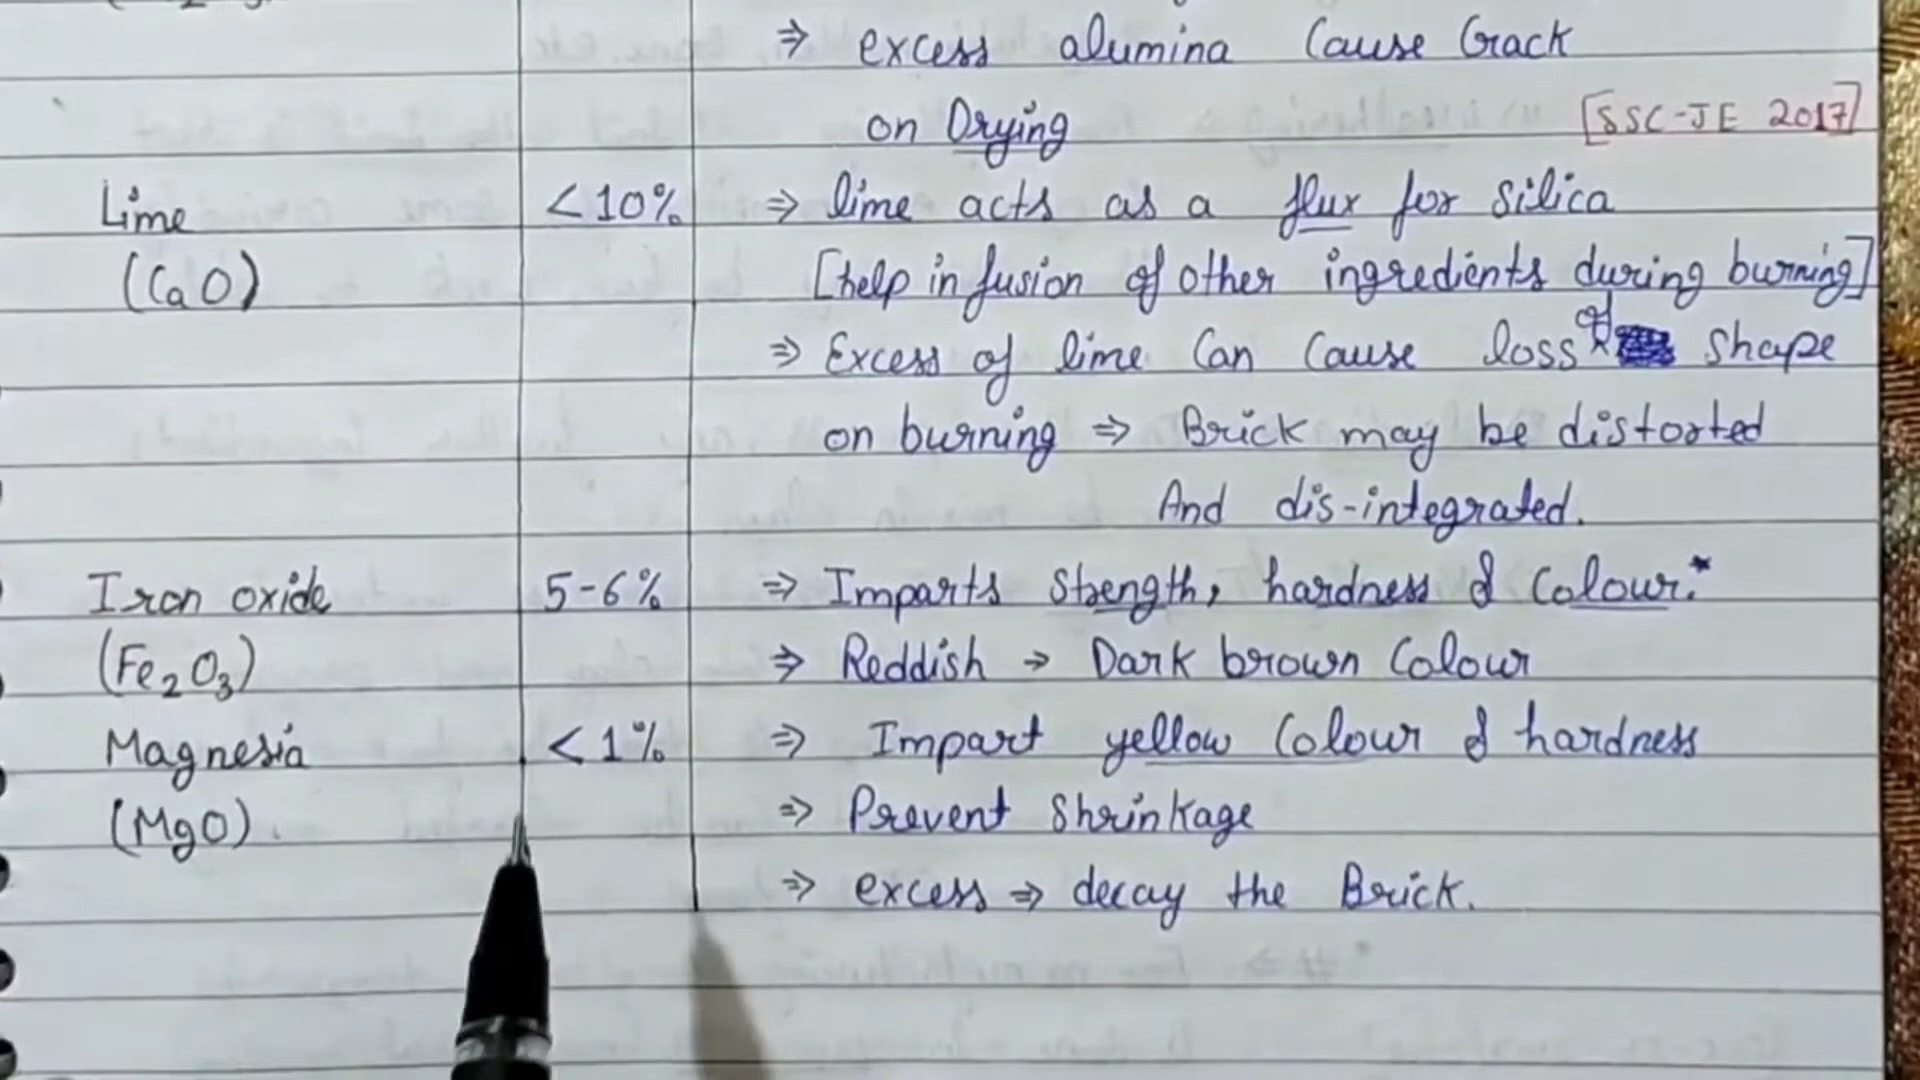 ⇒ excess alumina Cause Crack
on Drying [SSC-JE 2017]
Lime <10% ⇒ lime acts as a flux for silica
(CaO) [help in fusion of other ingredients during burning]
⇒ Excess of lime Can Cause loss of shape
on burning ⇒ Brick may be distorted
And dis-integrated.
Iron oxide 5-6% ⇒ Imparts strength, hardness & Colour.*
(Fe2O3) ⇒ Reddish → Dark brown Colour
Magnesia <1% ⇒ Impart yellow Colour & hardness
(MgO) ⇒ Prevent Shrinkage
⇒ excess ⇒ decay the Brick.